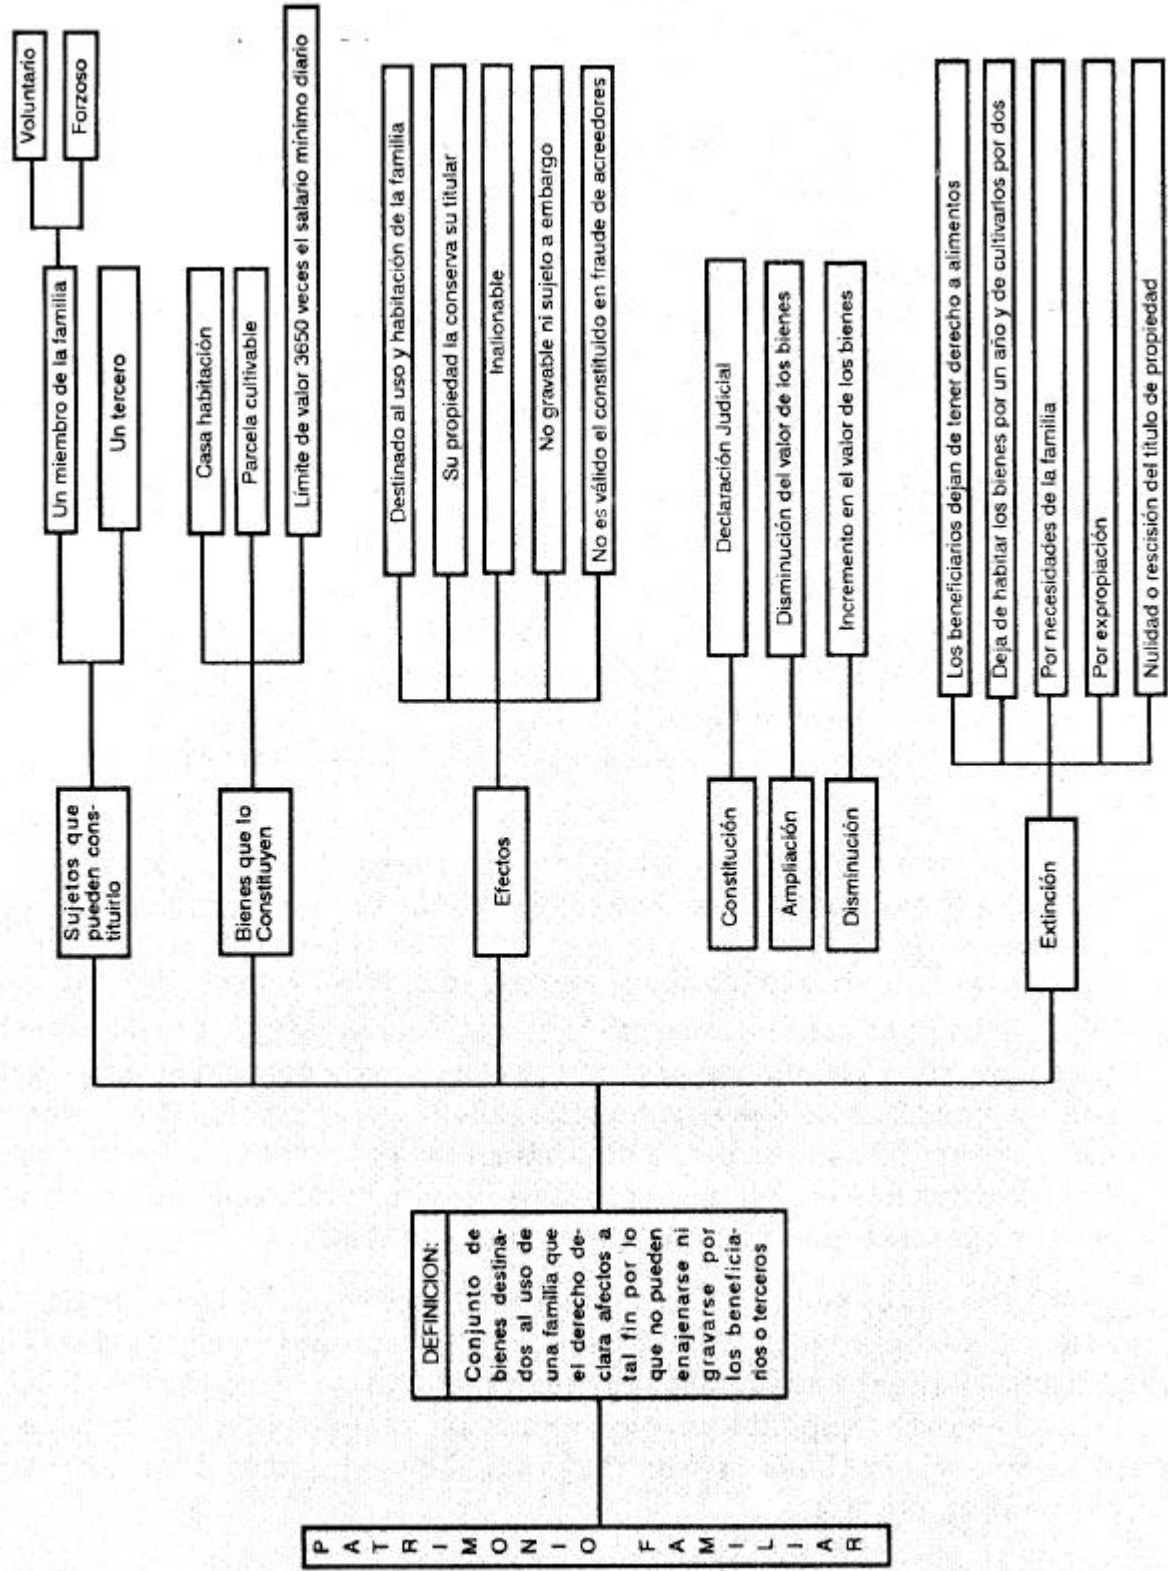 PATRIMONIO FAMILIAR
DEFINICION:
Conjunto de
bienes destina-
dos al uso de
una familia que
el derecho de-
clara afectos a
tal fin por lo
que no pueden
enajenarse ni
gravarse por
los beneficia-
rios o terceros
Sujetos que
pueden cons-
tituirlo
Un miembro de la familia
Voluntario
Forzoso
Un tercero
Bienes que lo
Constituyen
Casa habitación
Parcela cultivable
Límite de valor 3650 veces el salario mínimo diario
Efectos
Destinado al uso y habitación de la familia
Su propiedad la conserva su titular
Inalionable
No gravable ni sujeto a embargo
No es válido el constituido en fraude de acreedores
Constitución
Declaración Judicial
Ampliación
Disminución del valor de los bienes
Disminución
Incremento en el valor de los bienes
Extinción
Los beneficiarios dejan de tener derecho a alimentos
Deja de habitar los bienes por un año y de cultivarlos por dos
Por necesidades de la familia
Por expropiación
Nulidad o rescisión del título de propiedad